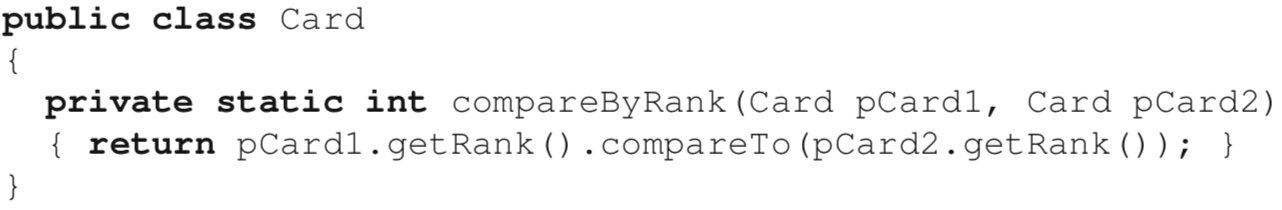 public class Card
{
  private static int compareByRank(Card pCard1, Card pCard2)
  { return pCard1.getRank().compareTo(pCard2.getRank()); }
}